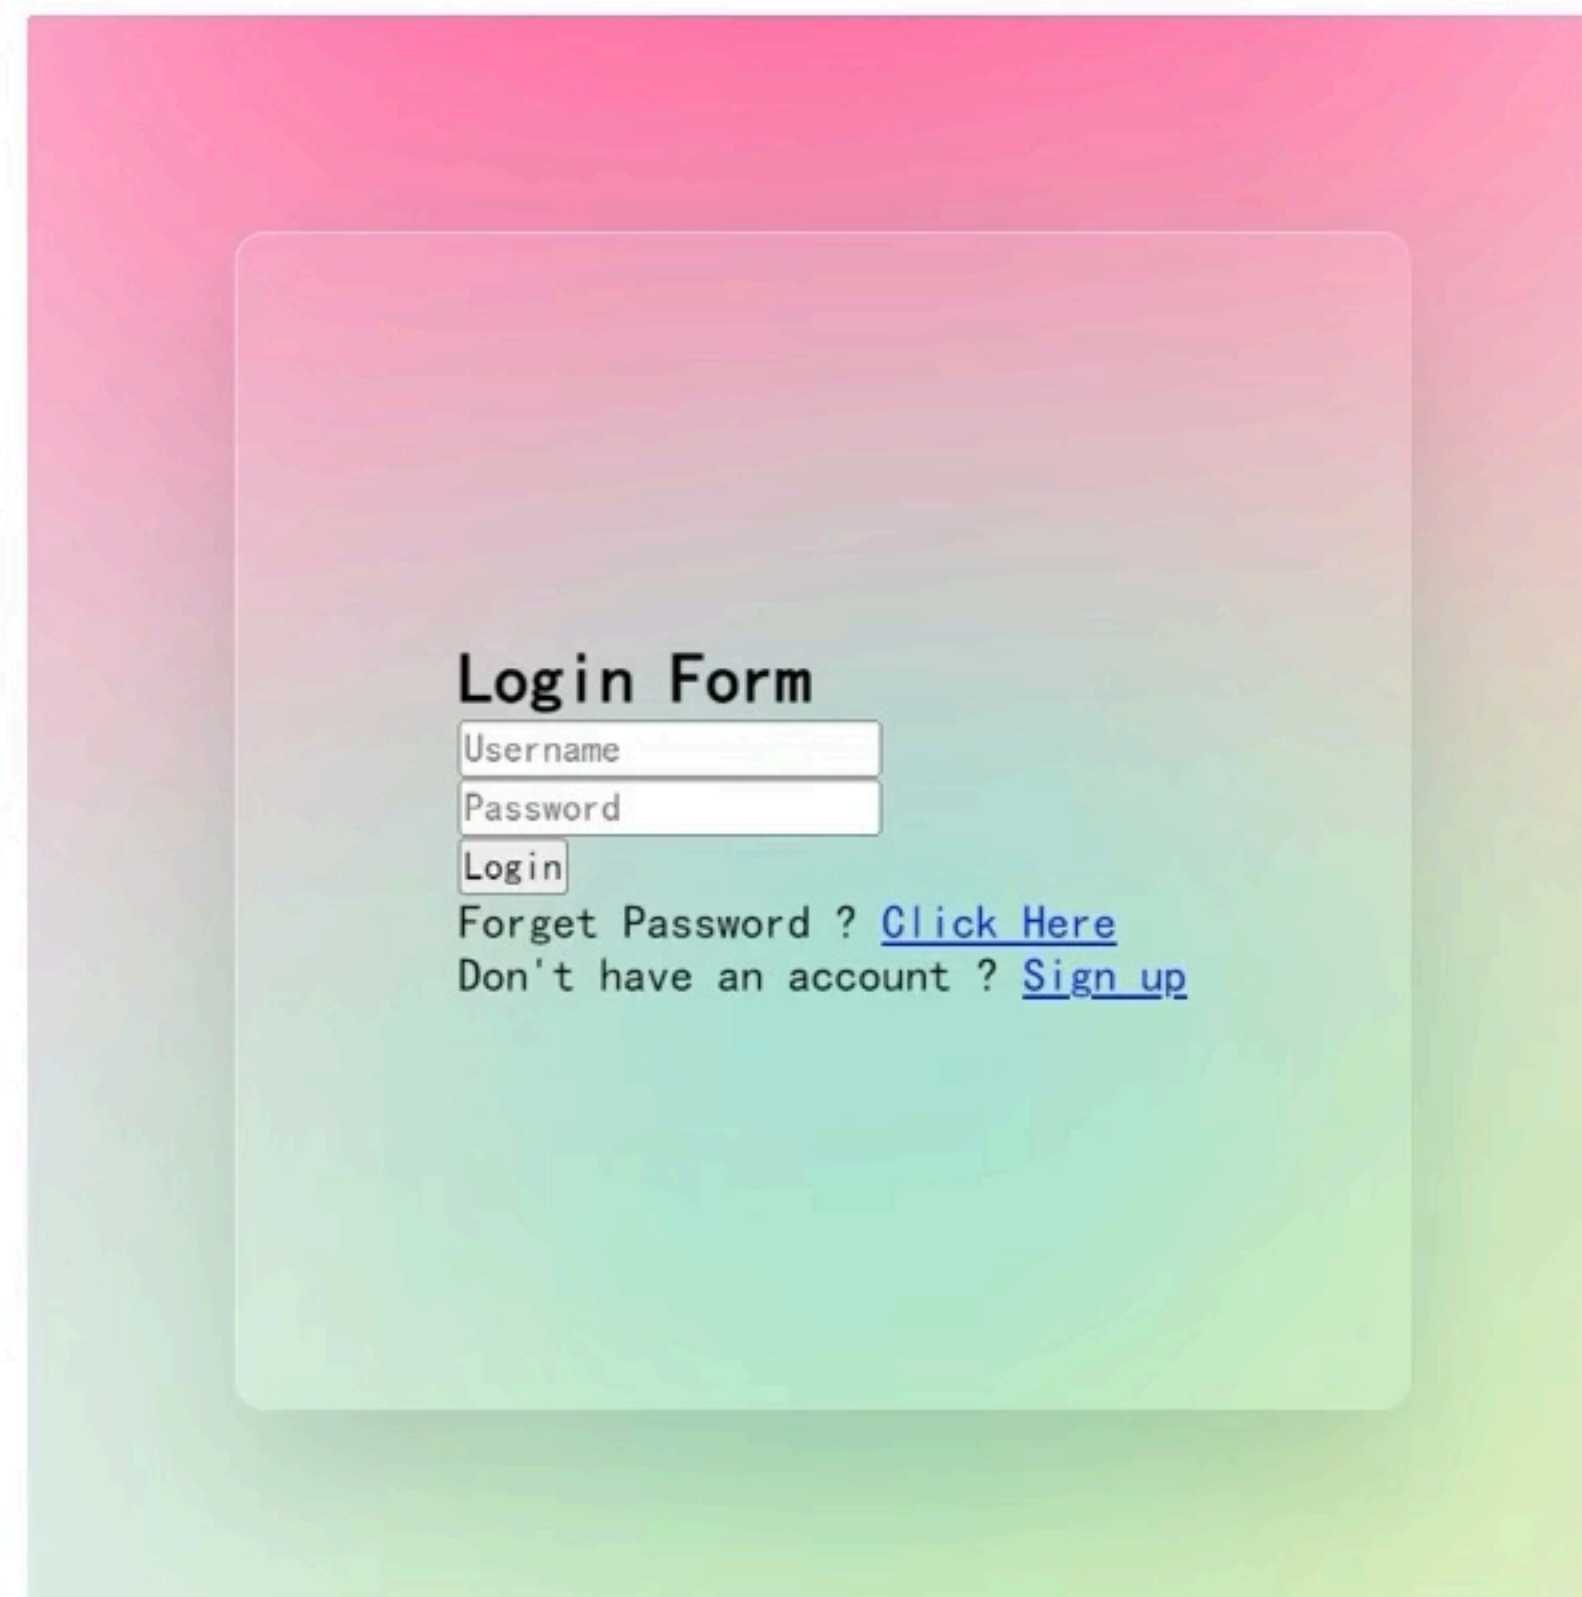 Login Form
Username
Password
Login
Forget Password ? Click Here
Don't have an account ? Sign up